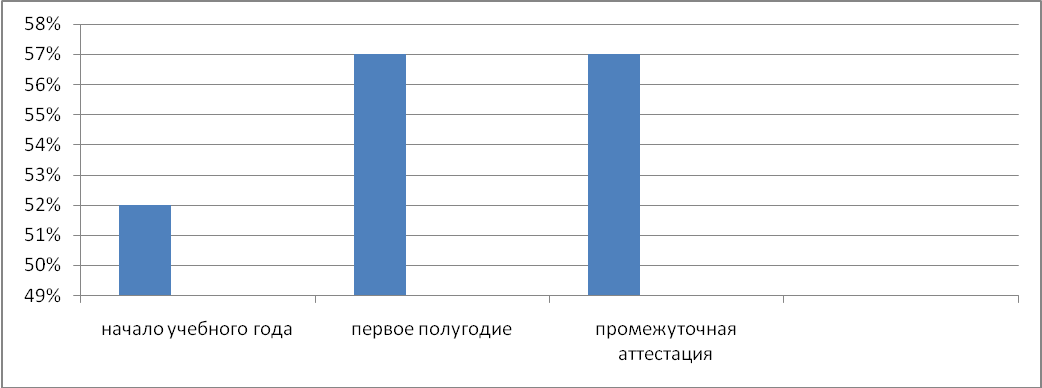 58%
57%
56%
55%
54%
53%
52%
51%
50%
49%
начало учебного года
первое полугодие
промежуточная
аттестация